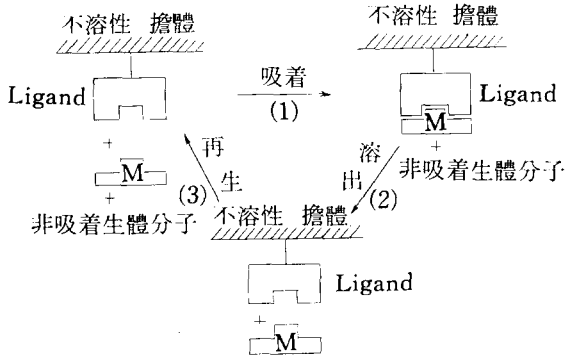 不溶性 擔體
Ligand
+
M
+
非吸着生體分子
吸着
(1)
不溶性 擔體
Ligand
M
+
非吸着生體分子
溶出
(2)
不溶性 擔體
Ligand
+
M
再生
(3)